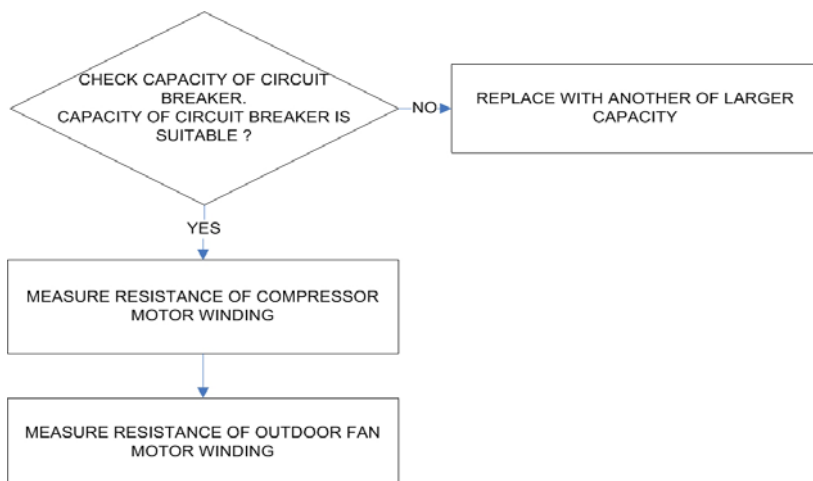 CHECK CAPACITY OF CIRCUIT
BREAKER.
CAPACITY OF CIRCUIT BREAKER IS
SUITABLE ?
NO
REPLACE WITH ANOTHER OF LARGER
CAPACITY
YES
MEASURE RESISTANCE OF COMPRESSOR
MOTOR WINDING
MEASURE RESISTANCE OF OUTDOOR FAN
MOTOR WINDING